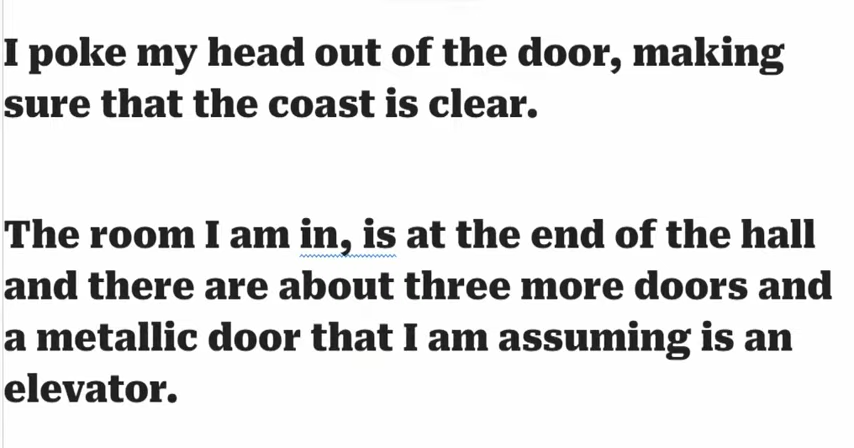 I poke my head out of the door, making
sure that the coast is clear.
The room I am in, is at the end of the hall
and there are about three more doors and
a metallic door that I am assuming is an
elevator.